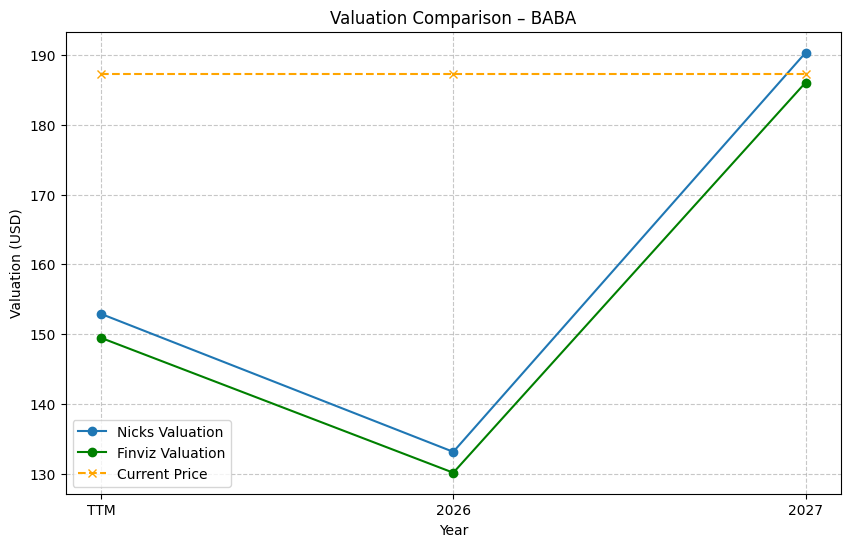 Valuation Comparison – BABA
Valuation (USD)
190
180
170
160
150
140
130
Nicks Valuation
Finviz Valuation
Current Price
TTM
2026
2027
Year